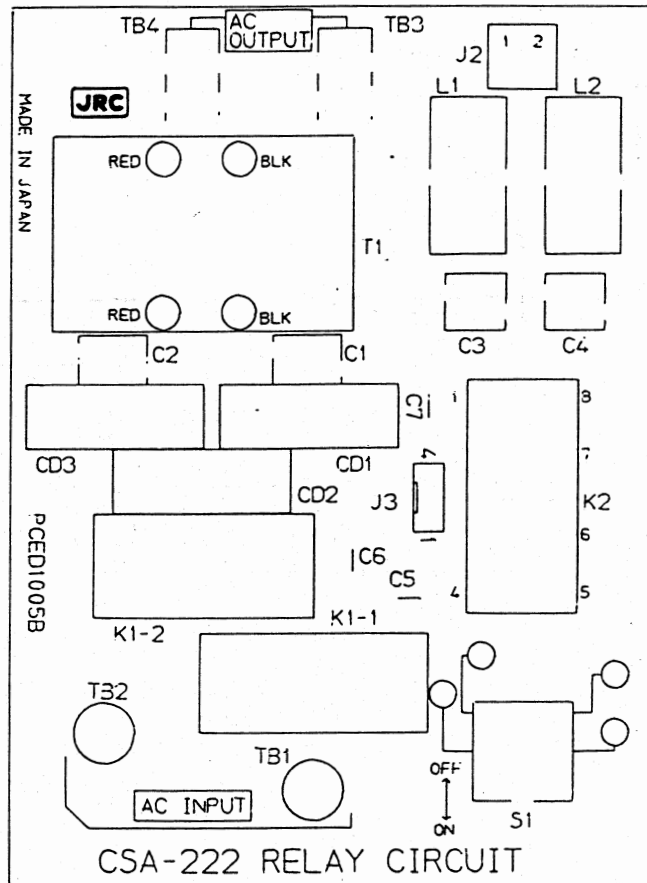 TB4
AC
OUTPUT
TB3
J2
1 2
L1
L2
JRC
MADE IN JAPAN
RED
BLK
T1
RED
BLK
C2
C1
C3
C4
C7
1
8
CD3
CD1
4
7
CD2
J3
K2
1
6
PCED1005B
C6
C5
4
5
K1-2
K1-1
TB2
TB1
OFF
AC INPUT
ON
S1
CSA-222 RELAY CIRCUIT